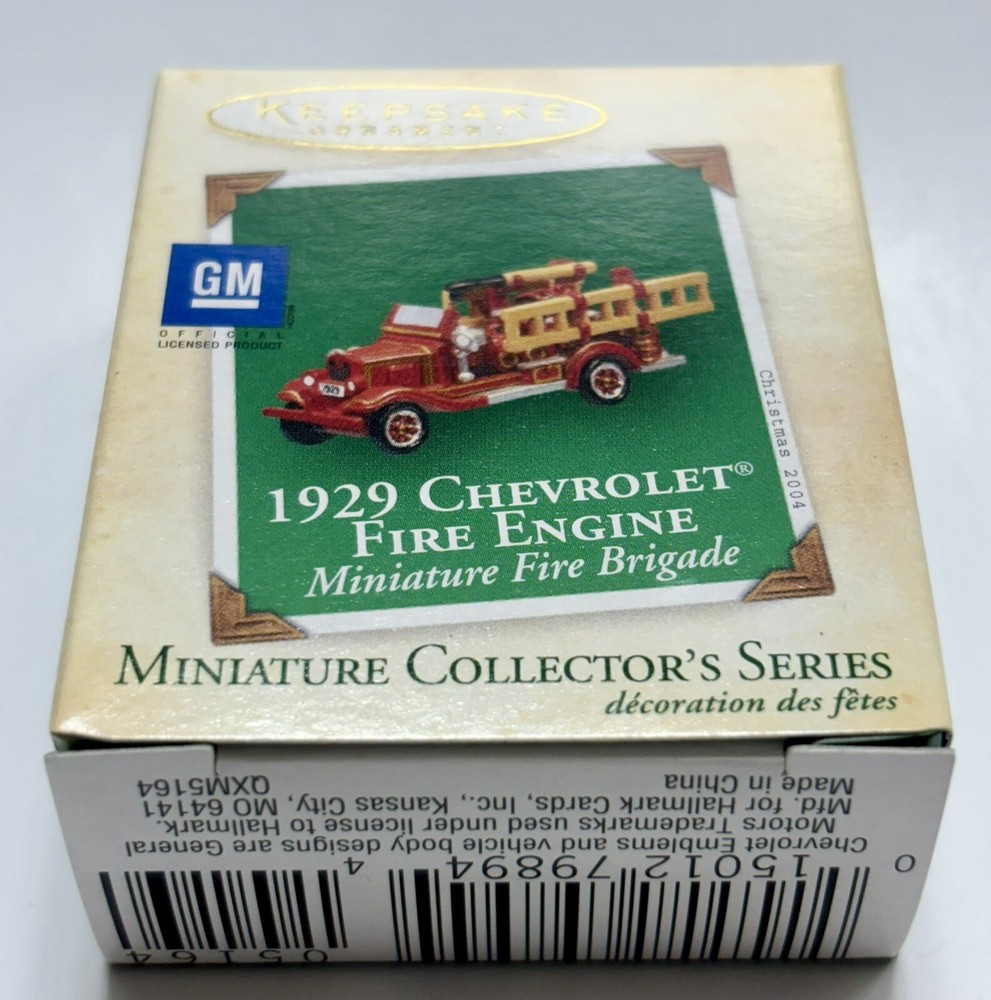 KEEPSAKE
ORNAMENT
GM
OFFICIAL
LICENSED PRODUCT
1929
Christmas 2004
1929 CHEVROLET®
FIRE ENGINE
Miniature Fire Brigade
MINIATURE COLLECTOR'S SERIES
décoration des fêtes
0 15012 79894 4
05164
Chevrolet Emblems and vehicle body designs are General
Motors Trademarks used under license to Hallmark.
Mfd. for Hallmark Cards, Inc., Kansas City, MO 64141
Made in China
QXM5164